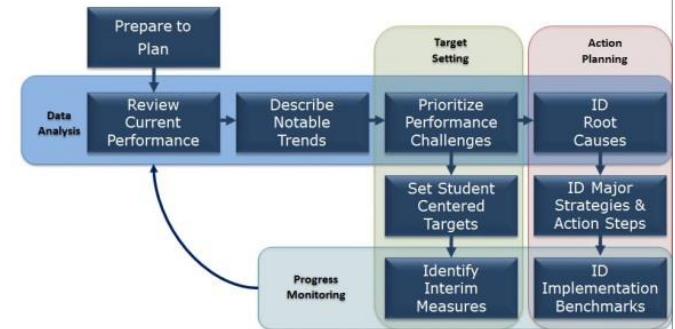 Prepare to
Plan
Target
Setting
Action
Planning
Data
Analysis
Review
Current
Performance
Describe
Notable
Trends
Prioritize
Performance
Challenges
ID
Root
Causes
Set Student
Centered
Targets
ID Major
Strategies &
Action Steps
Progress
Monitoring
Identify
Interim
Measures
ID
Implementation
Benchmarks